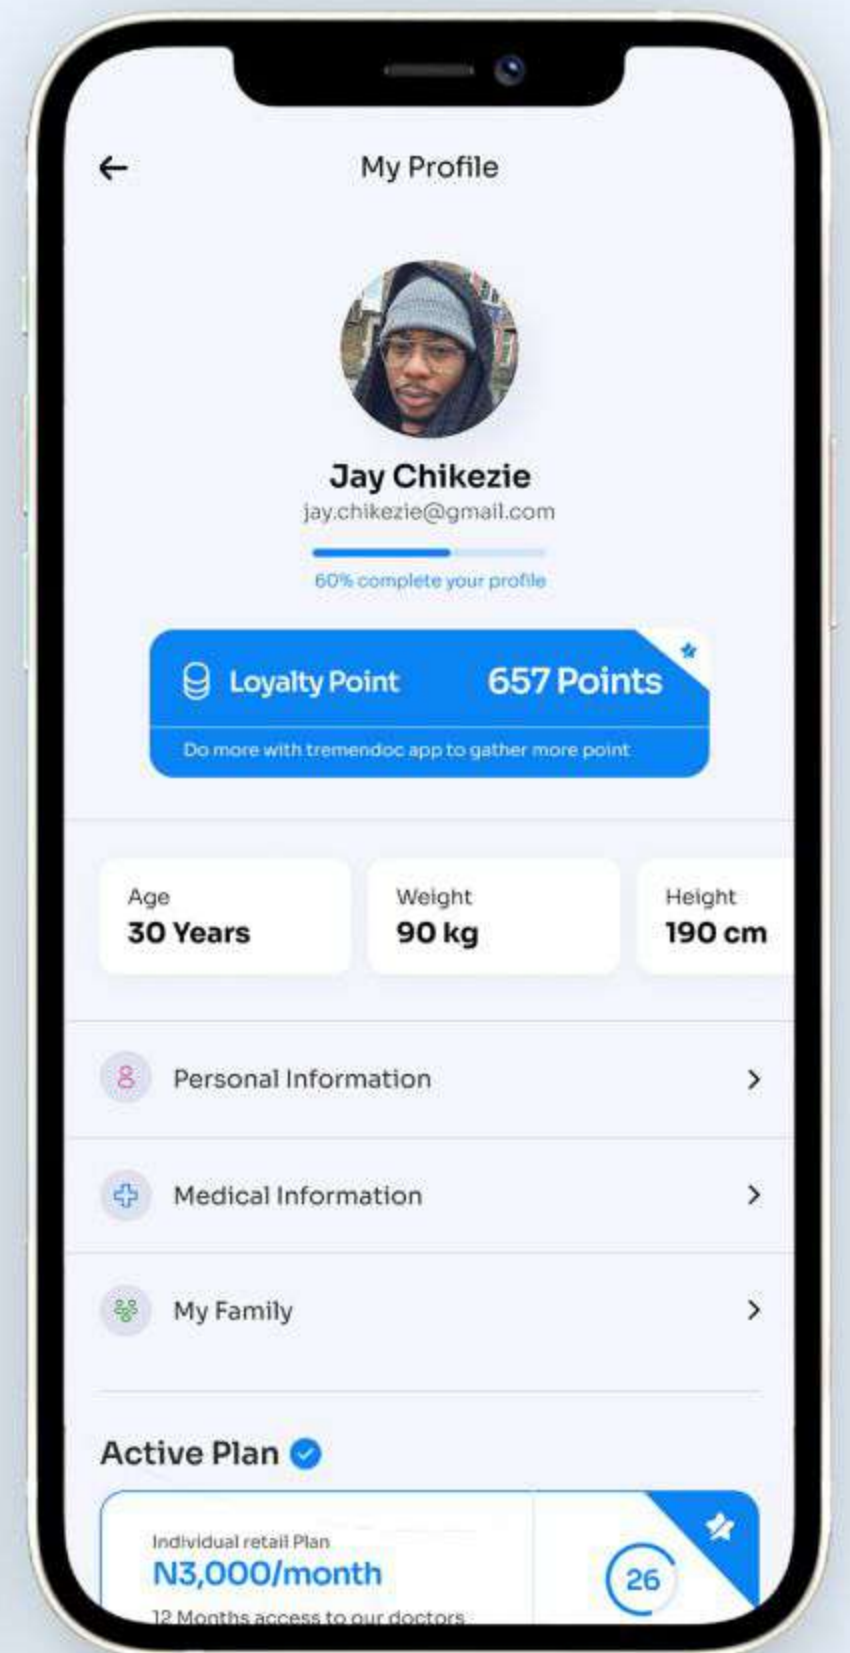 My Profile
Jay Chikezie
jay.chikezie@gmail.com
60% complete your profile
Loyalty Point 657 Points
Do more with tremendoc app to gather more point
Age Weight Height
30 Years 90 kg 190 cm
Personal Information
Medical Information
My Family
Active Plan
Individual retail Plan
N3,000/month
26
12 Months access to our doctors